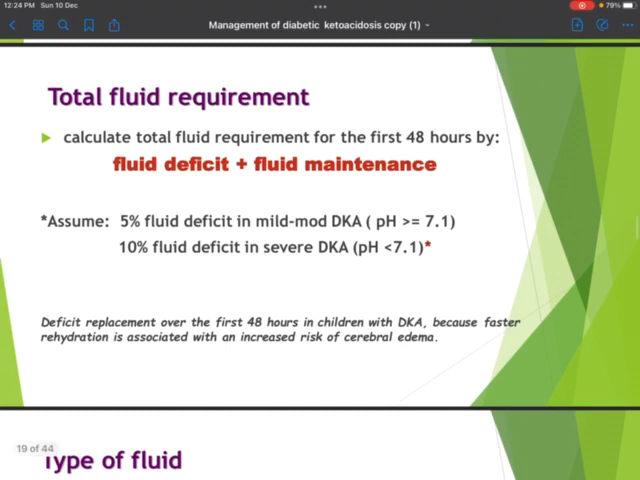 12:24 PM Sun 10 Dec
79%
Management of diabetic ketoacidosis copy (1)
Total fluid requirement
calculate total fluid requirement for the first 48 hours by:
fluid deficit + fluid maintenance
*Assume: 5% fluid deficit in mild-mod DKA ( pH >= 7.1)
10% fluid deficit in severe DKA (pH <7.1)*
Deficit replacement over the first 48 hours in children with DKA, because faster
rehydration is associated with an increased risk of cerebral edema.
19 of 44
Type of fluid